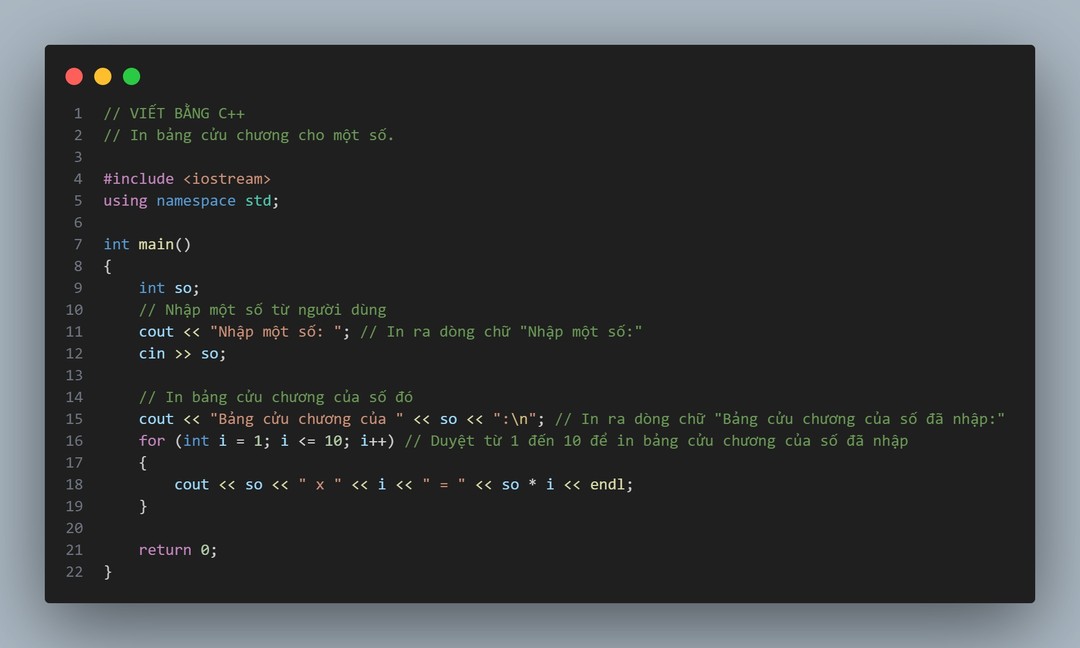 1 // VIẾT BẰNG C++
2 // In bảng cửu chương cho một số.
3
4 #include <iostream>
5 using namespace std;
6
7 int main()
8 {
9     int so;
10     // Nhập một số từ người dùng
11     cout << "Nhập một số: "; // In ra dòng chữ "Nhập một số:"
12     cin >> so;
13
14     // In bảng cửu chương của số đó
15     cout << "Bảng cửu chương của " << so << ":\n"; // In ra dòng chữ "Bảng cửu chương của số đã nhập:"
16     for (int i = 1; i <= 10; i++) // Duyệt từ 1 đến 10 để in bảng cửu chương của số đã nhập
17     {
18         cout << so << " x " << i << " = " << so * i << endl;
19     }
20
21     return 0;
22 }